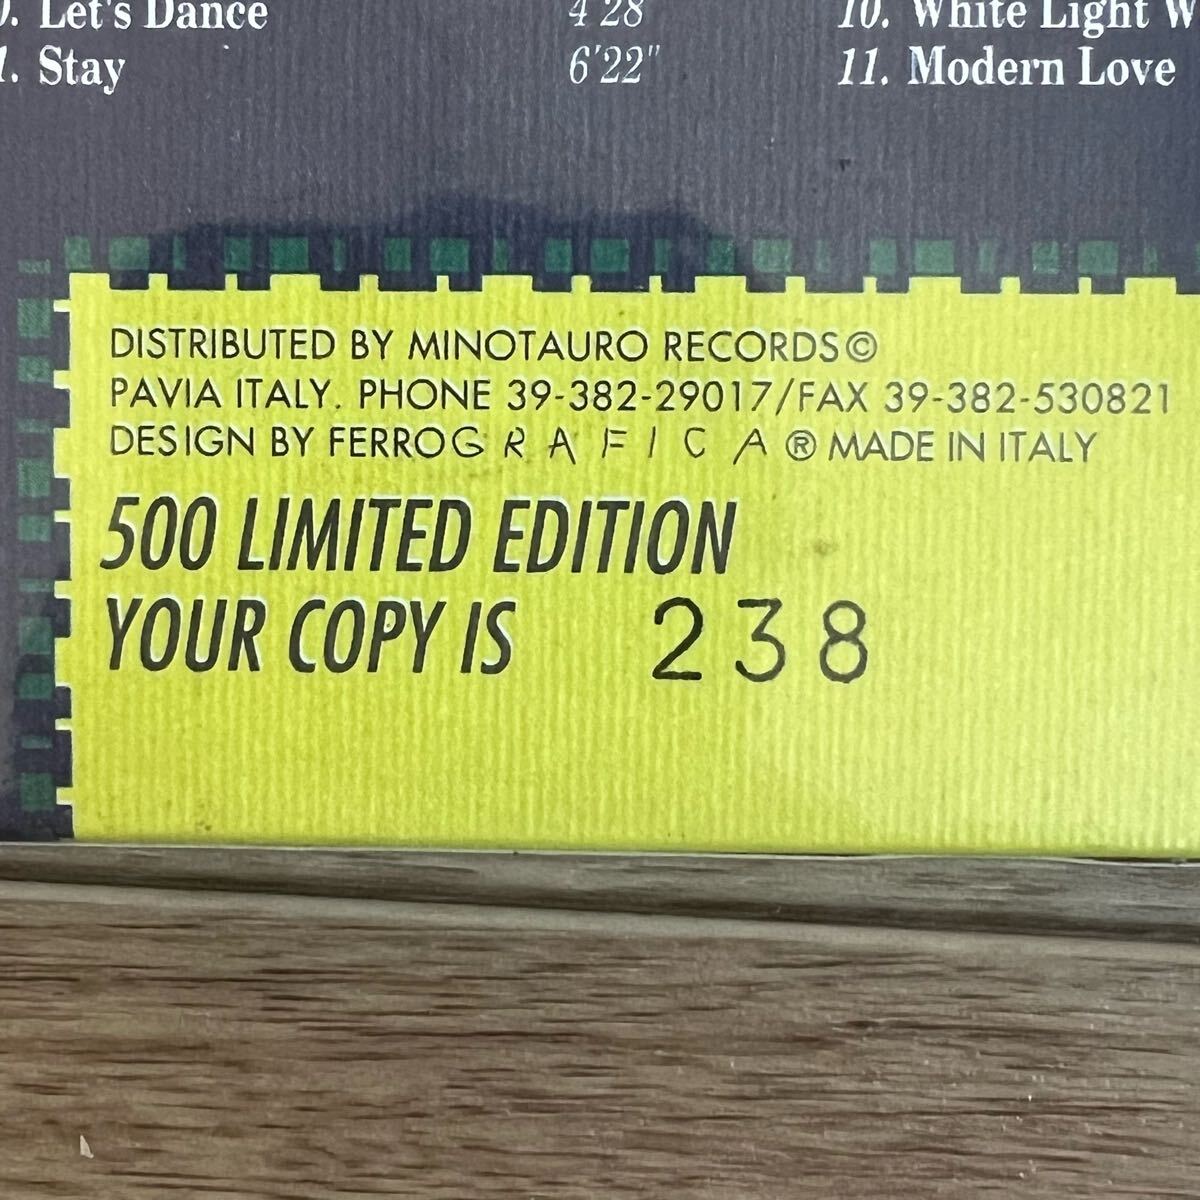 . Let's Dance 4'28
1. Stay 6'22"
10. White Light W
11. Modern Love
DISTRIBUTED BY MINOTAURO RECORDS©
PAVIA ITALY. PHONE 39-382-29017/FAX 39-382-530821
DESIGN BY FERROGRAFICA® MADE IN ITALY
500 LIMITED EDITION
YOUR COPY IS 238